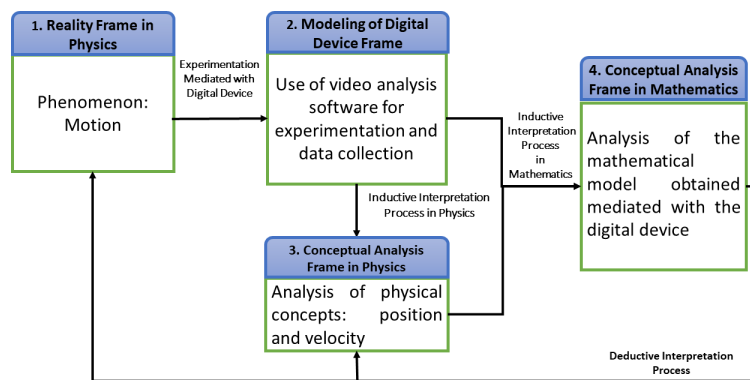 1. Reality Frame in
Physics
Phenomenon:
Motion
Experimentation
Mediated with
Digital Device
2. Modeling of Digital
Device Frame
Use of video analysis
software for
experimentation and
data collection
Inductive Interpretation
Process in Physics
3. Conceptual Analysis
Frame in Physics
Analysis of physical
concepts: position
and velocity
Inductive
Interpretation
Process
in
Mathematics
4. Conceptual Analysis
Frame in Mathematics
Analysis of the
mathematical
model obtained
mediated with the
digital device
Deductive Interpretation
Process